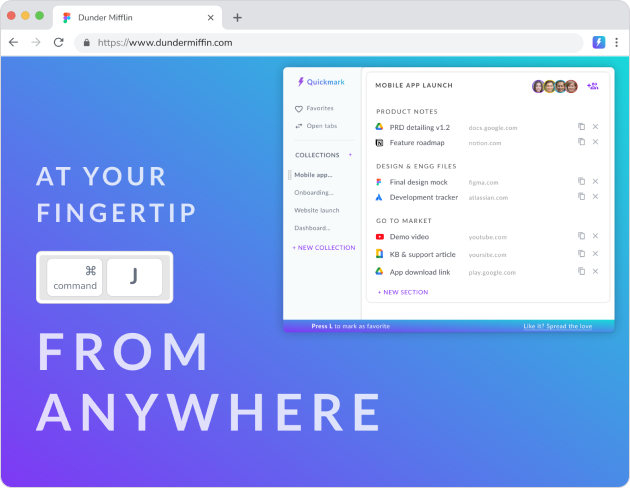 Dunder Mifflin
https://www.dundermiffin.com
AT YOUR
FINGERTIP
⌘
command
J
FROM
ANYWHERE
Quickmark
Favorites
Open tabs
COLLECTIONS +
Mobile app...
Onboarding...
Website launch
Dashboard...
+ NEW COLLECTION
MOBILE APP LAUNCH
PRODUCT NOTES
PRD detailing v1.2 docs.google.com
Feature roadmap notion.com
DESIGN & ENGG FILES
Final design mock figma.com
Development tracker atlassian.com
GO TO MARKET
Demo video youtube.com
KB & support article yoursite.com
App download link play.google.com
+ NEW SECTION
Press L to mark as favorite
Like it? Spread the love